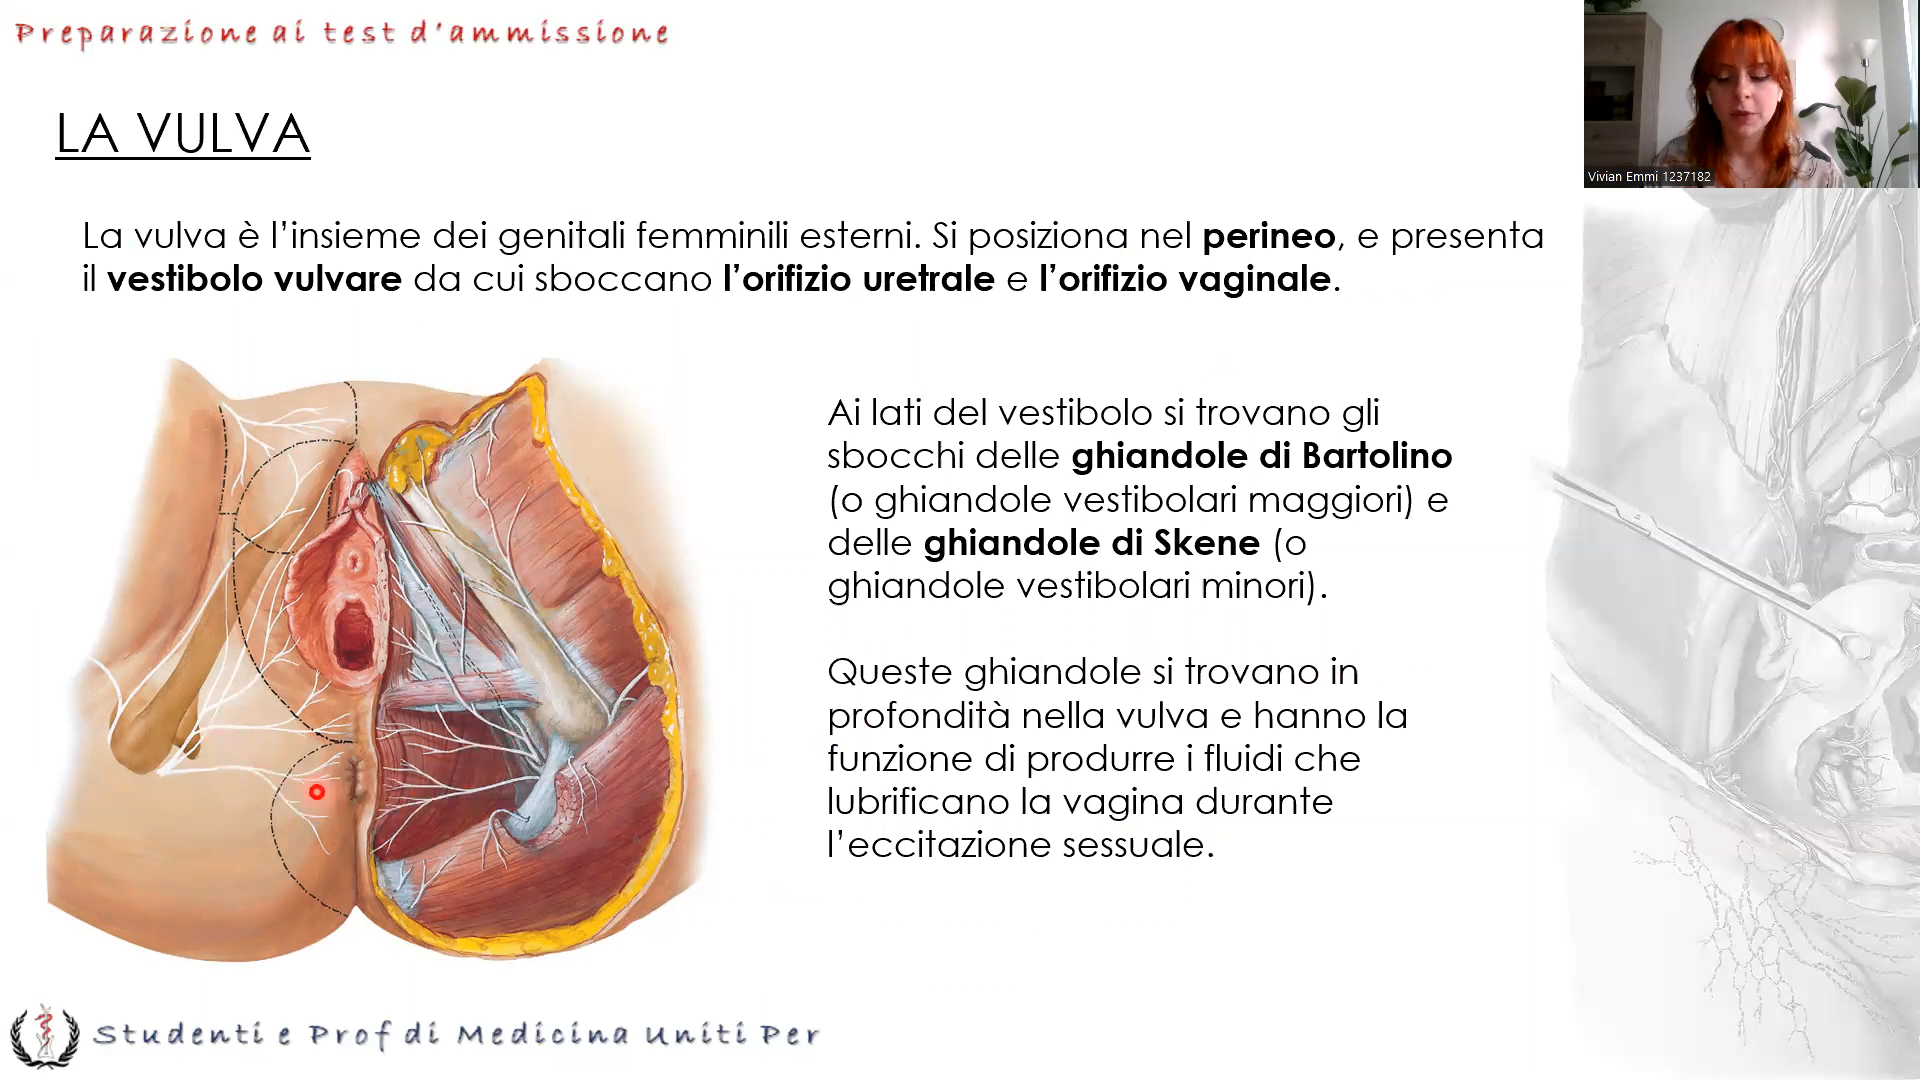 Preparazione ai test d'ammissione
Vivian Emmi 1237182
LA VULVA
La vulva è l’insieme dei genitali femminili esterni. Si posiziona nel perineo, e presenta
il vestibolo vulvare da cui sboccano l’orifizio uretrale e l’orifizio vaginale.
Ai lati del vestibolo si trovano gli
sbocchi delle ghiandole di Bartolino
(o ghiandole vestibolari maggiori) e
delle ghiandole di Skene (o
ghiandole vestibolari minori).
Queste ghiandole si trovano in
profondità nella vulva e hanno la
funzione di produrre i fluidi che
lubrificano la vagina durante
l’eccitazione sessuale.
Studenti e Prof di Medicina Uniti Per